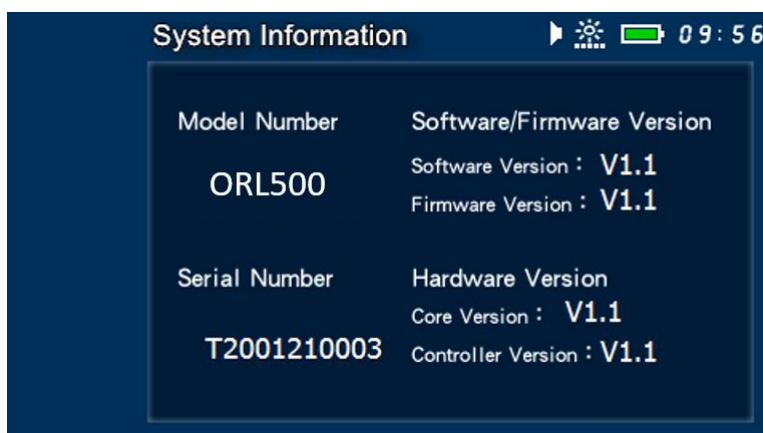 System Information 09:56
Model Number
ORL500
Software/Firmware Version
Software Version : V1.1
Firmware Version : V1.1
Serial Number
T2001210003
Hardware Version
Core Version : V1.1
Controller Version : V1.1